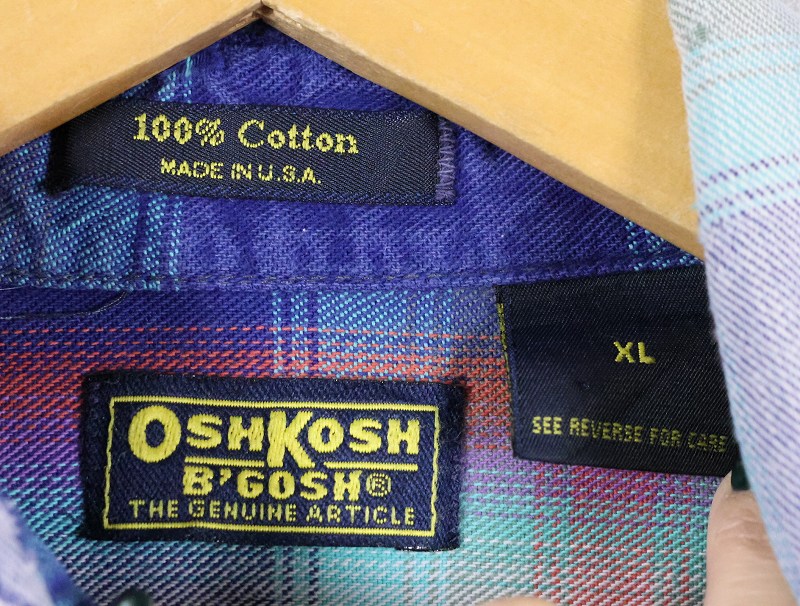 100% Cotton
MADE IN U.S.A.
XL
SEE REVERSE FOR CARE
OSHKOSH
B'GOSH®
THE GENUINE ARTICLE